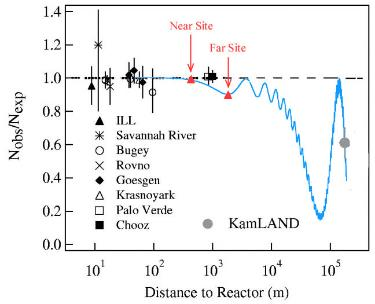 Near Site
Far Site
1.4
1.2
1.0
0.8
0.6
0.4
0.2
0.0
N_obs/N_exp
ILL
Savannah River
Bugey
Rovno
Goesgen
Krasnoyark
Palo Verde
Chooz
KamLAND
10^1
10^2
10^3
10^4
10^5
Distance to Reactor (m)